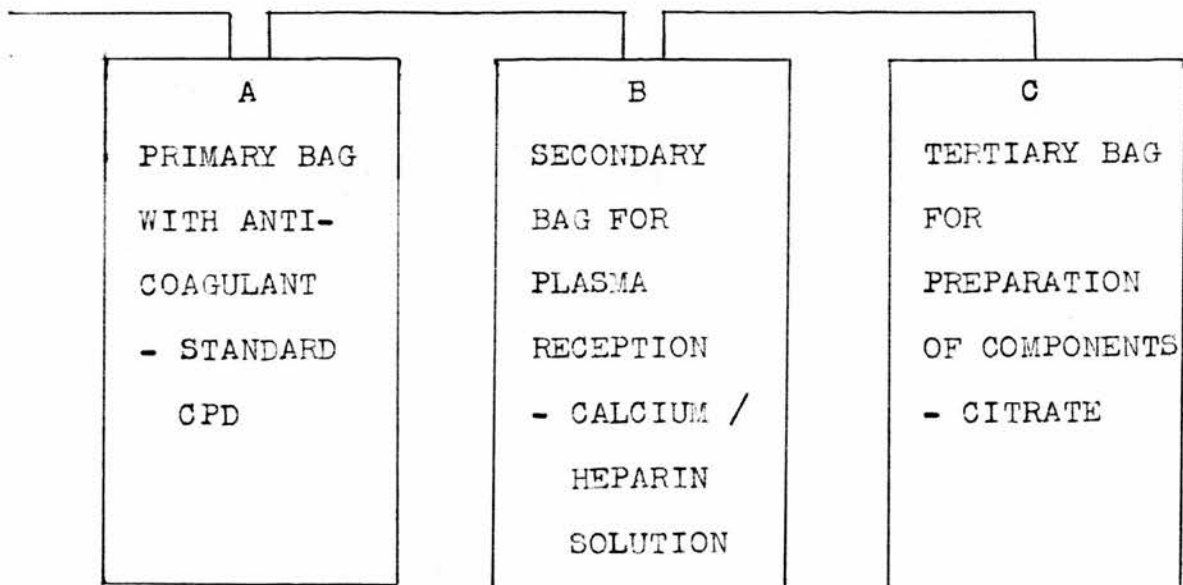 A
PRIMARY BAG
WITH ANTI-
COAGULANT
- STANDARD
CPD
B
SECONDARY
BAG FOR
PLASMA
RECEPTION
- CALCIUM /
HEPARIN
SOLUTION
C
TERTIARY BAG
FOR
PREPARATION
OF COMPONENTS
- CITRATE